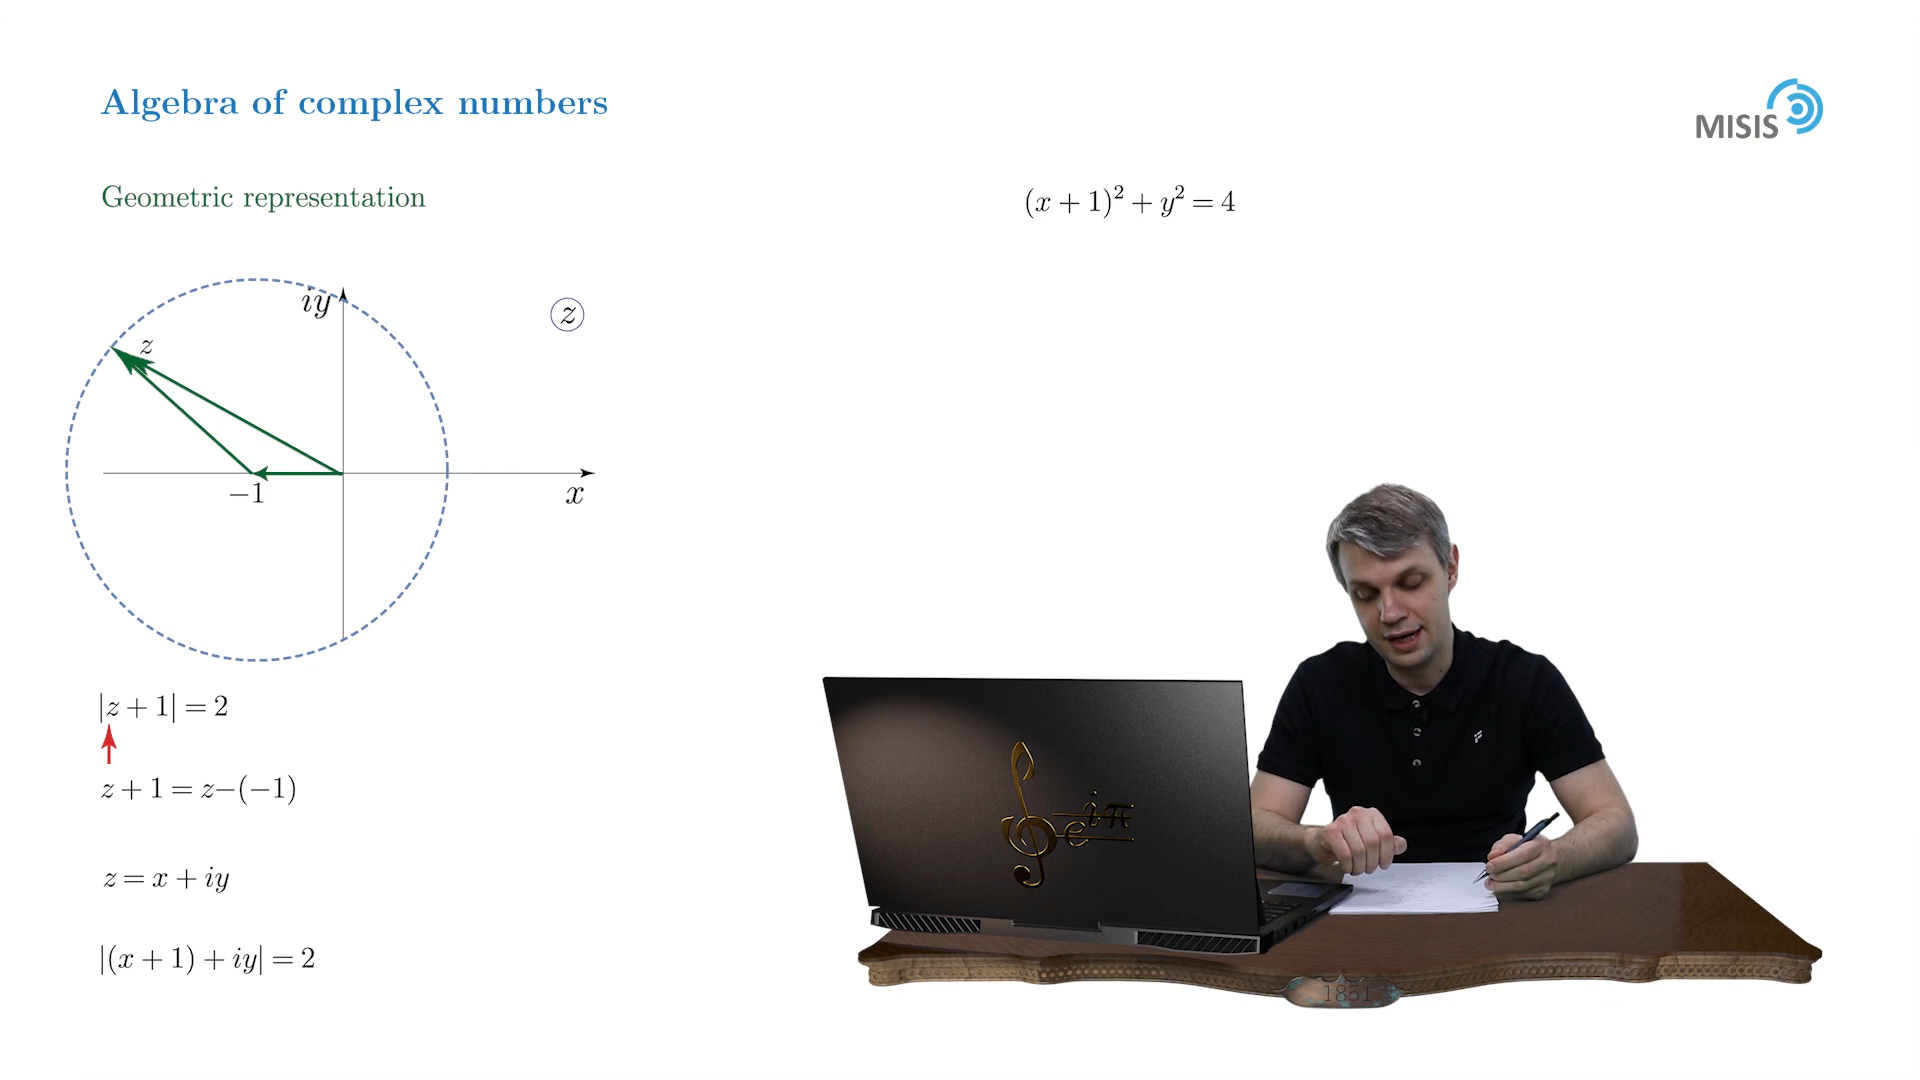 Algebra of complex numbers
MISIS
Geometric representation
(x + 1)² + y² = 4
iy
z
z
−1
x
|z + 1| = 2
z + 1 = z−(−1)
z = x + iy
|(x + 1) + iy| = 2
e^{iπ}
1851